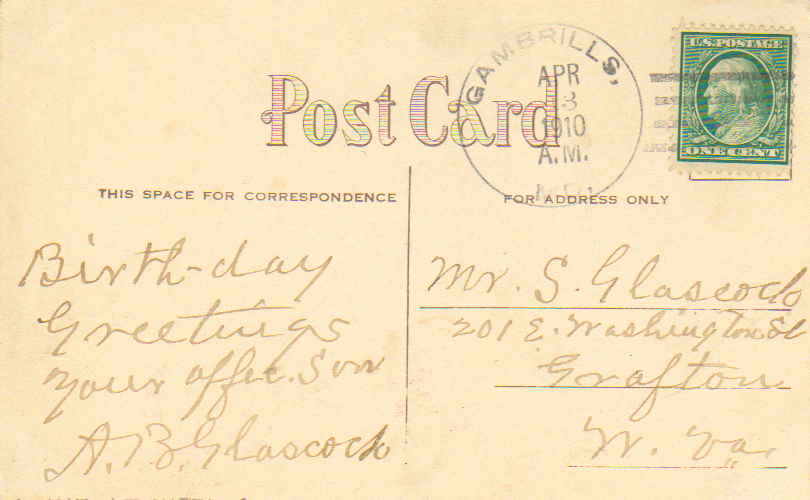 GAMBRILLS,
APR
3
1910
A.M.
MD.
U.S. POSTAGE
ONE CENT
Post Card
THIS SPACE FOR CORRESPONDENCE
FOR ADDRESS ONLY
Birth-day
Greetings
your affec. Son
A. B. Glascock
Mr. S. Glascock
201 E. Washington St
Grafton
W. Va.